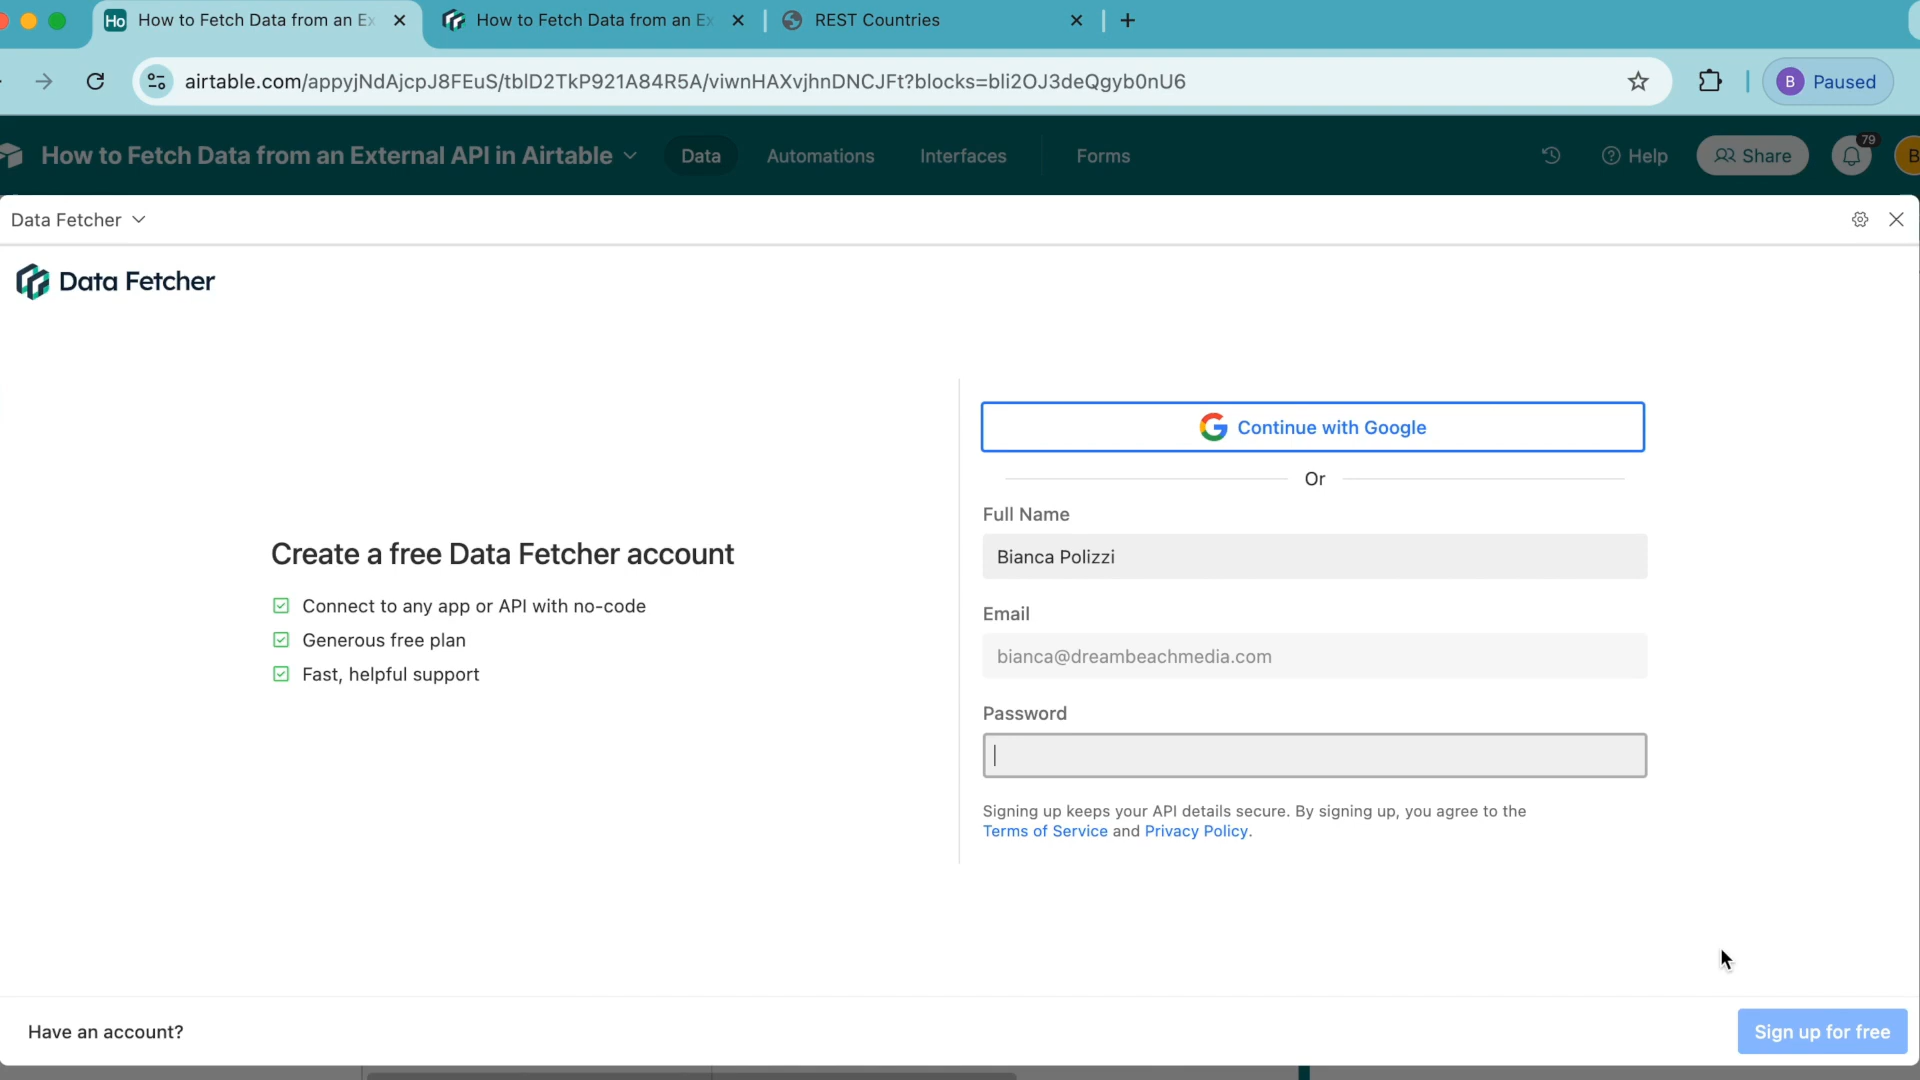 Ho How to Fetch Data from an Ex
How to Fetch Data from an Ex
REST Countries
airtable.com/appyjNdAjcpJ8FEuS/tblD2TkP921A84R5A/viwnHAXvjhnDNCJFt?blocks=bli2OJ3deQgyb0nU6
B Paused
How to Fetch Data from an External API in Airtable
Data
Automations
Interfaces
Forms
Help
Share
79
B
Data Fetcher
Data Fetcher
Create a free Data Fetcher account
Connect to any app or API with no-code
Generous free plan
Fast, helpful support
Continue with Google
Or
Full Name
Bianca Polizzi
Email
bianca@dreambeachmedia.com
Password
Signing up keeps your API details secure. By signing up, you agree to the
Terms of Service and Privacy Policy.
Have an account?
Sign up for free